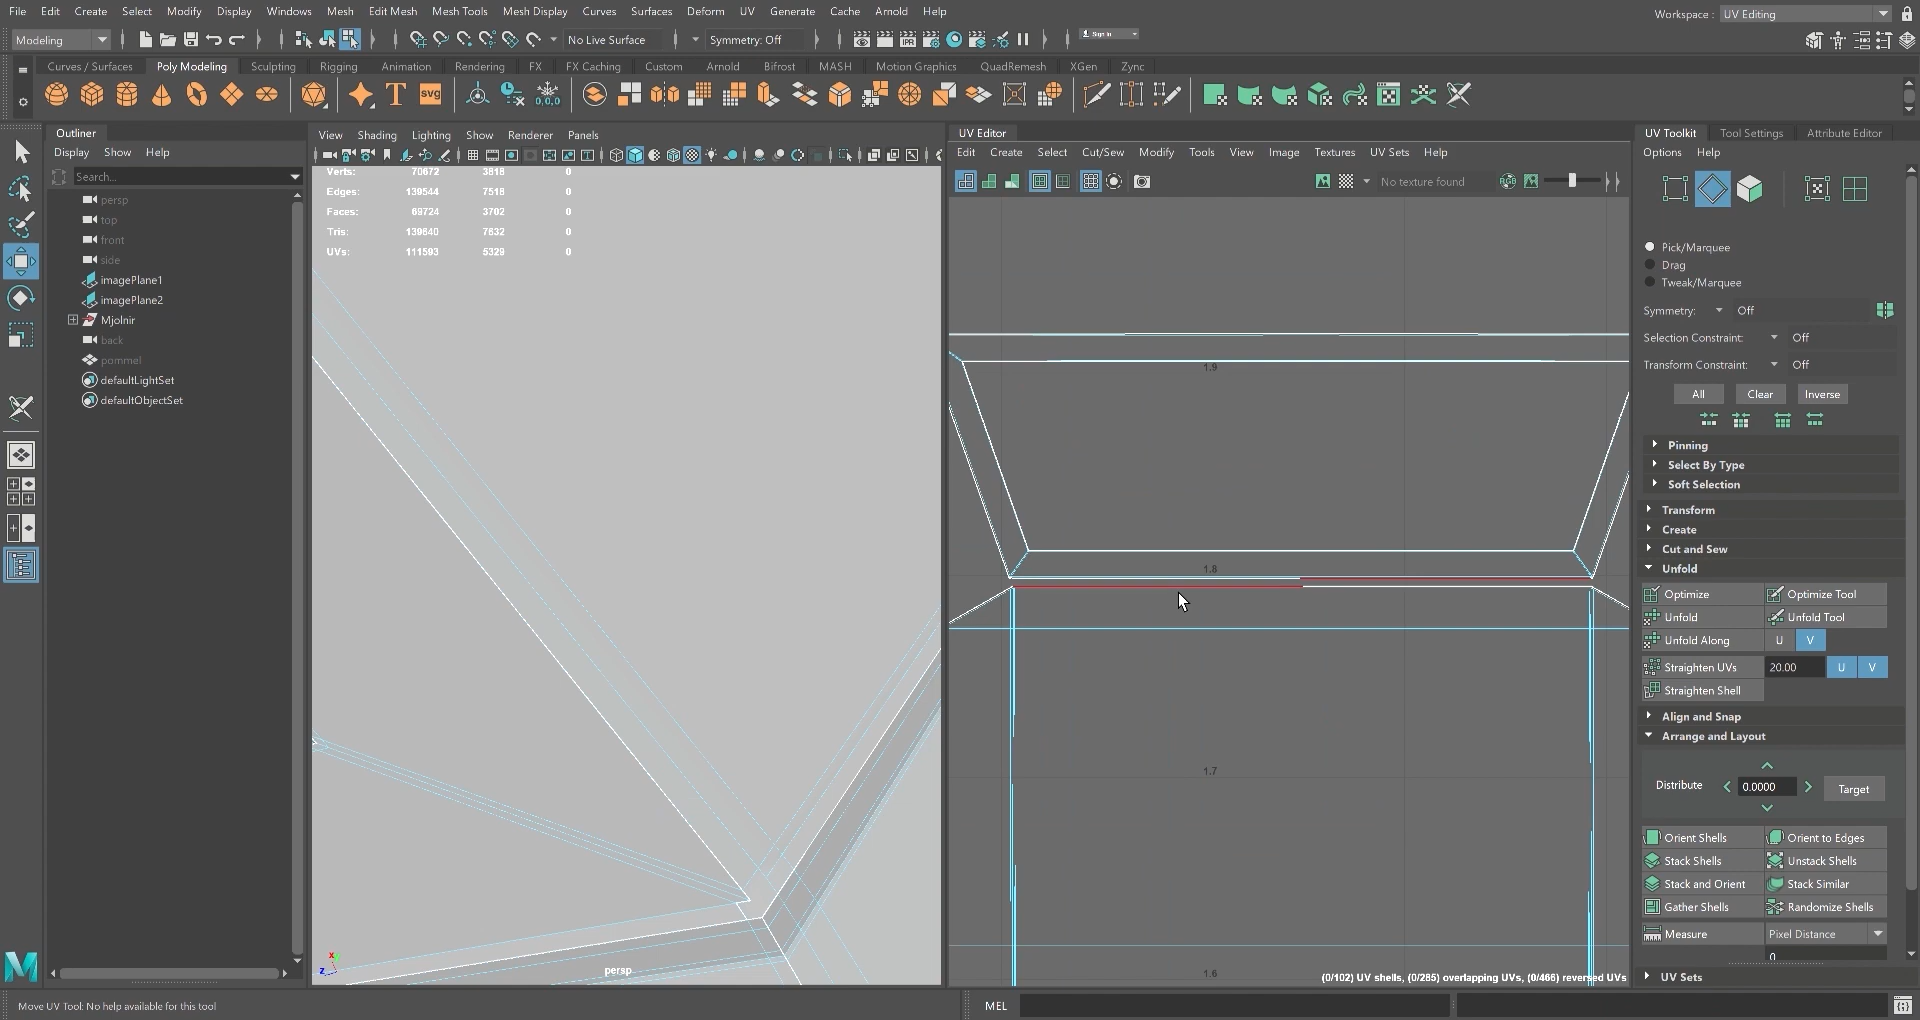 File Edit Create Select Modify Display Windows Mesh Edit Mesh Mesh Tools Mesh Display Curves Surfaces Deform UV Generate Cache Arnold Help
Workspace : UV Editing
Modeling
No Live Surface
Symmetry: Off
Sign In
Curves / Surfaces Poly Modeling Sculpting Rigging Animation Rendering FX FX Caching Custom Arnold Bifrost MASH Motion Graphics QuadRemesh XGen Zync
T SVG 0,0,0
Outliner
Display Show Help
Search...
persp
top
front
side
imagePlane1
imagePlane2
Mjolnir
back
pommel
defaultLightSet
defaultObjectSet
View Shading Lighting Show Renderer Panels
Verts: 70672 3818 0
Edges: 139544 7518 0
Faces: 69724 3702 0
Tris: 139640 7632 0
UVs: 111593 5329 0
persp
UV Editor
Edit Create Select Cut/Sew Modify Tools View Image Textures UV Sets Help
No texture found
RGB
1.9
1.8
1.7
1.6
(0/102) UV shells, (0/285) overlapping UVs, (0/466) reversed UVs
UV Toolkit Tool Settings Attribute Editor
Options Help
Pick/Marquee
Drag
Tweak/Marquee
Symmetry: Off
Selection Constraint: Off
Transform Constraint: Off
All Clear Inverse
Pinning
Select By Type
Soft Selection
Transform
Create
Cut and Sew
Unfold
Optimize Optimize Tool
Unfold Unfold Tool
Unfold Along U V
Straighten UVs 20.00 U V
Straighten Shell
Align and Snap
Arrange and Layout
Distribute 0.0000 Target
Orient Shells Orient to Edges
Stack Shells Unstack Shells
Stack and Orient Stack Similar
Gather Shells Randomize Shells
Measure Pixel Distance
0
UV Sets
Move UV Tool: No help available for this tool
MEL